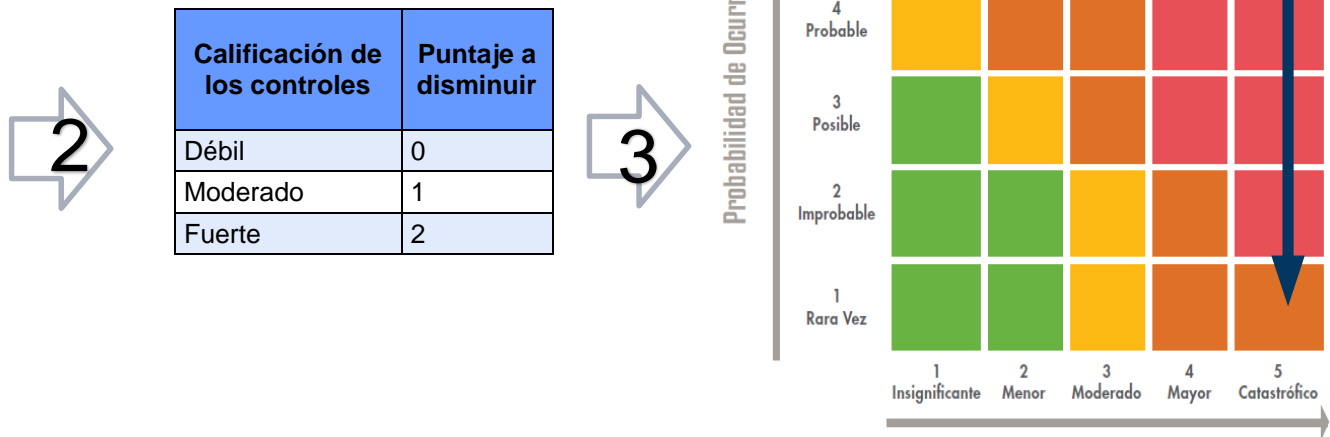 2
Calificación de
los controles
Puntaje a
disminuir
Débil
0
Moderado
1
Fuerte
2
3
Probabilidad de
4
Probable
3
Posible
2
Improbable
1
Rara Vez
1
Insignificante
2
Menor
3
Moderado
4
Mayor
5
Catastrófico